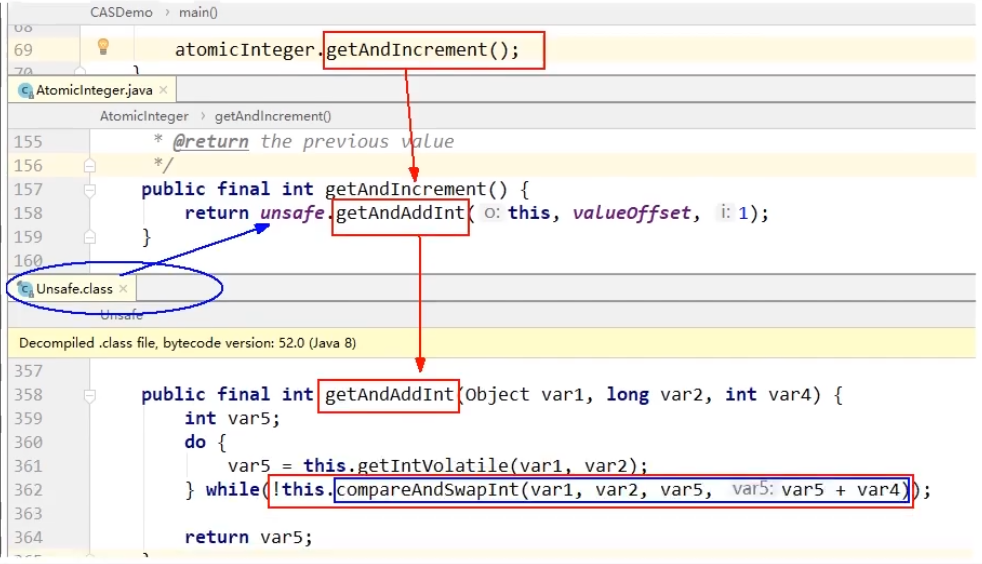 CASDemo › main()
68
69 atomicInteger.getAndIncrement();
70 }
AtomicInteger.java ×
AtomicInteger › getAndIncrement()
155 * @return the previous value
156 */
157 public final int getAndIncrement() {
158 return unsafe.getAndAddInt( o: this, valueOffset, i: 1);
159 }
160
Unsafe.class ×
Unsafe
Decompiled .class file, bytecode version: 52.0 (Java 8)
357
358 public final int getAndAddInt(Object var1, long var2, int var4) {
359 int var5;
360 do {
361 var5 = this.getIntVolatile(var1, var2);
362 } while(!this.compareAndSwapInt(var1, var2, var5, var5: var5 + var4));
363
364 return var5;
365 }